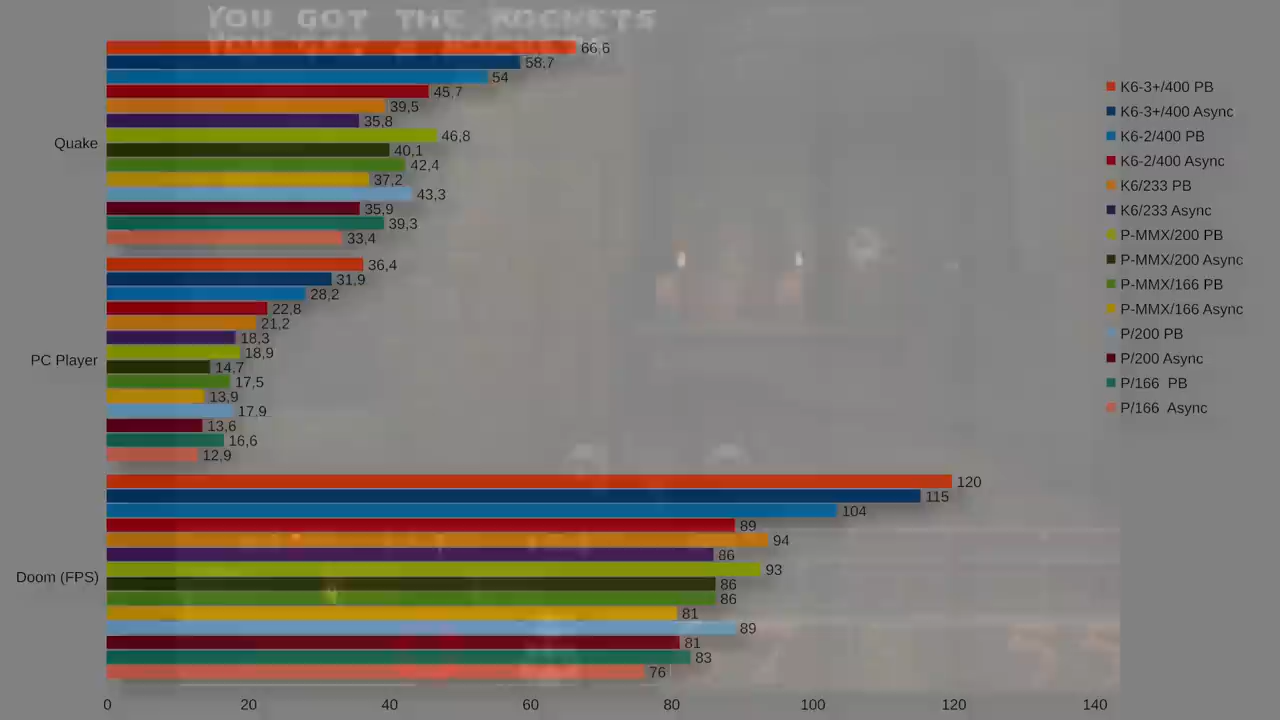 YOU GOT THE ROCKETS
66,6
58,7
54
45,7
39,5
35,8
Quake
46,8
40,1
42,4
37,2
43,3
35,9
39,3
33,4
36,4
31,9
28,2
22,8
21,2
18,3
PC Player
18,9
14,7
17,5
13,9
17,9
13,6
16,6
12,9
120
115
104
89
94
86
Doom (FPS)
93
86
86
81
89
81
83
76
0 20 40 60 80 100 120 140
K6-3+/400 PB
K6-3+/400 Async
K6-2/400 PB
K6-2/400 Async
K6/233 PB
K6/233 Async
P-MMX/200 PB
P-MMX/200 Async
P-MMX/166 PB
P-MMX/166 Async
P/200 PB
P/200 Async
P/166 PB
P/166 Async